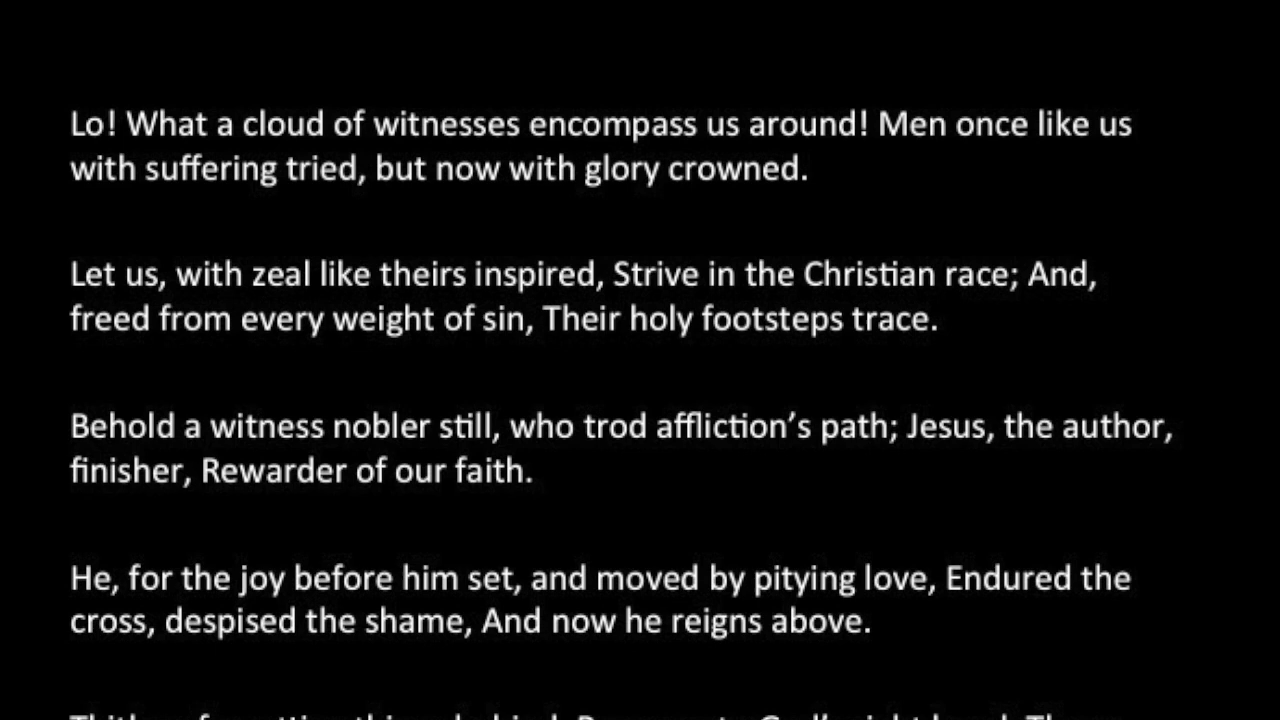 Lo! What a cloud of witnesses encompass us around! Men once like us
with suffering tried, but now with glory crowned.
Let us, with zeal like theirs inspired, Strive in the Christian race; And,
freed from every weight of sin, Their holy footsteps trace.
Behold a witness nobler still, who trod affliction’s path; Jesus, the author,
finisher, Rewarder of our faith.
He, for the joy before him set, and moved by pitying love, Endured the
cross, despised the shame, And now he reigns above.